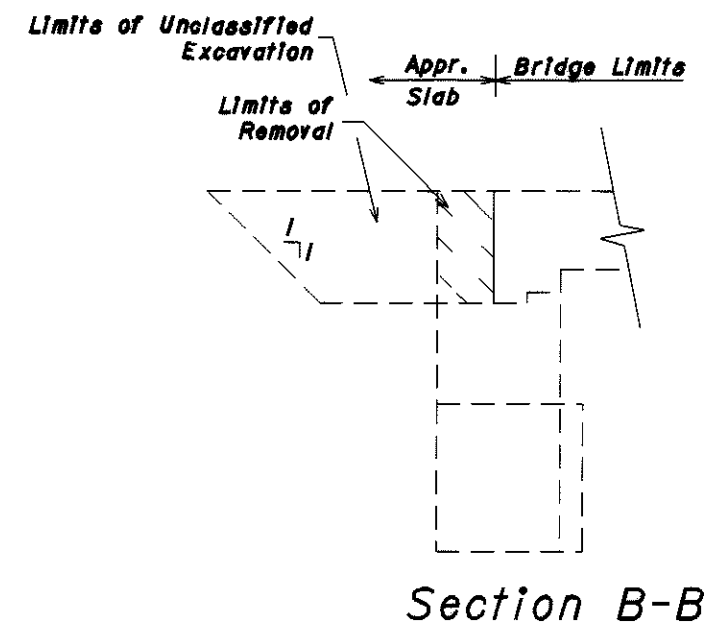 Limits of Unclassified
Excavation
Appr.
Slab
Bridge Limits
Limits of
Removal
1
1
Section B-B